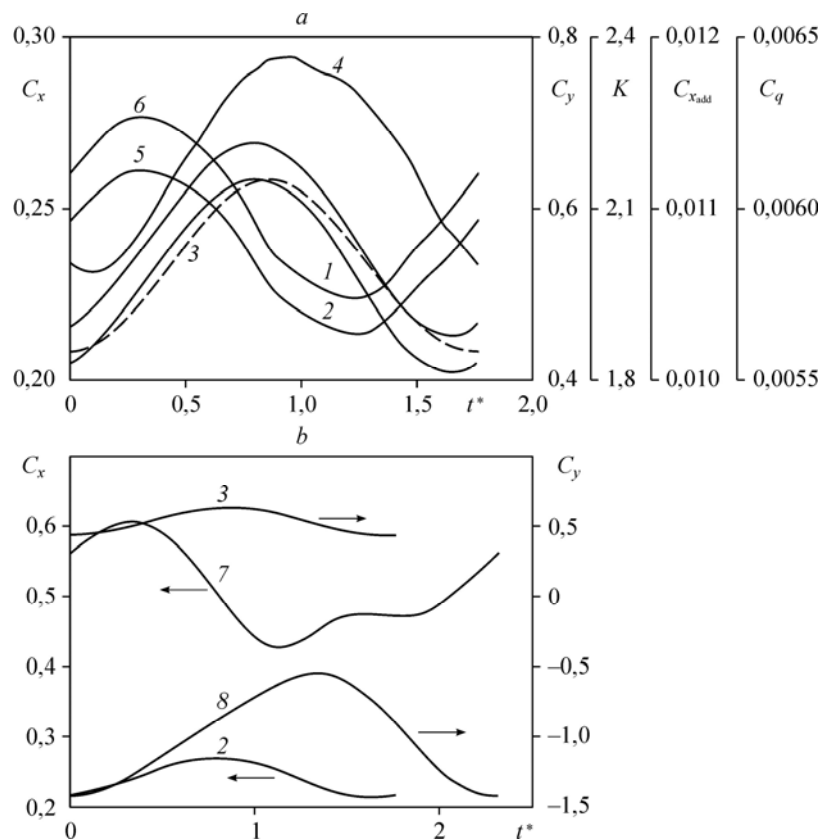 a
0,30 0,8 2,4 0,012 0,0065
C_x C_y K C_{x_add} C_q
4
6
5
0,25 0,6 2,1 0,011 0,0060
3 1
2
0,20 0,4 1,8 0,010 0,0055
0 0,5 1,0 1,5 t* 2,0
b
C_x C_y
3
0,6 0,5
7
0,5 0
0,4 –0,5
8
0,3 –1,0
2
0,2 –1,5
0 1 2 t*